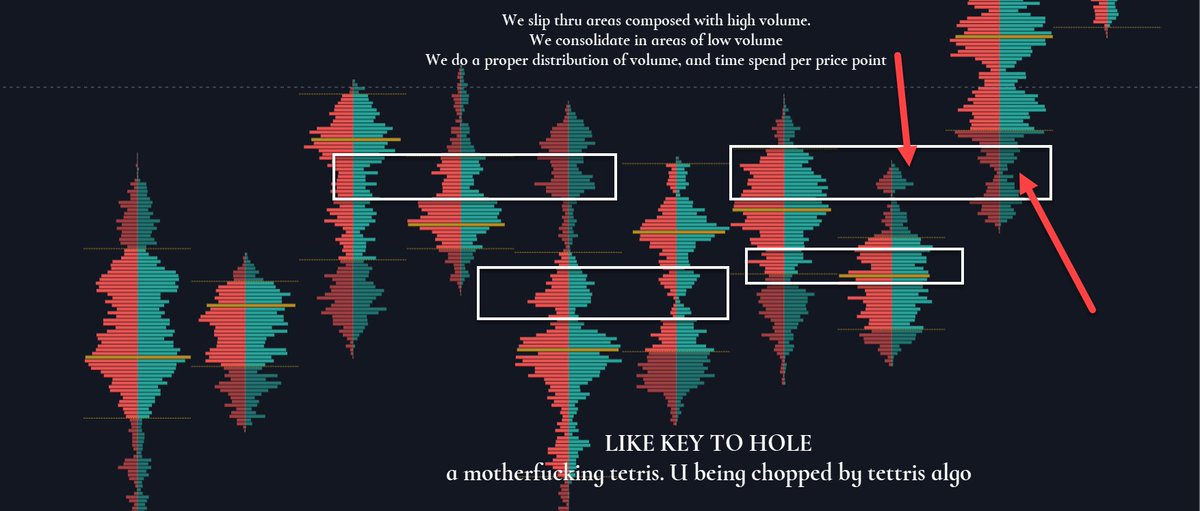 We slip thru areas composed with high volume.
We consolidate in areas of low volume
We do a proper distribution of volume, and time spend per price point
LIKE KEY TO HOLE
a motherfucking tetris. U being chopped by tettris algo